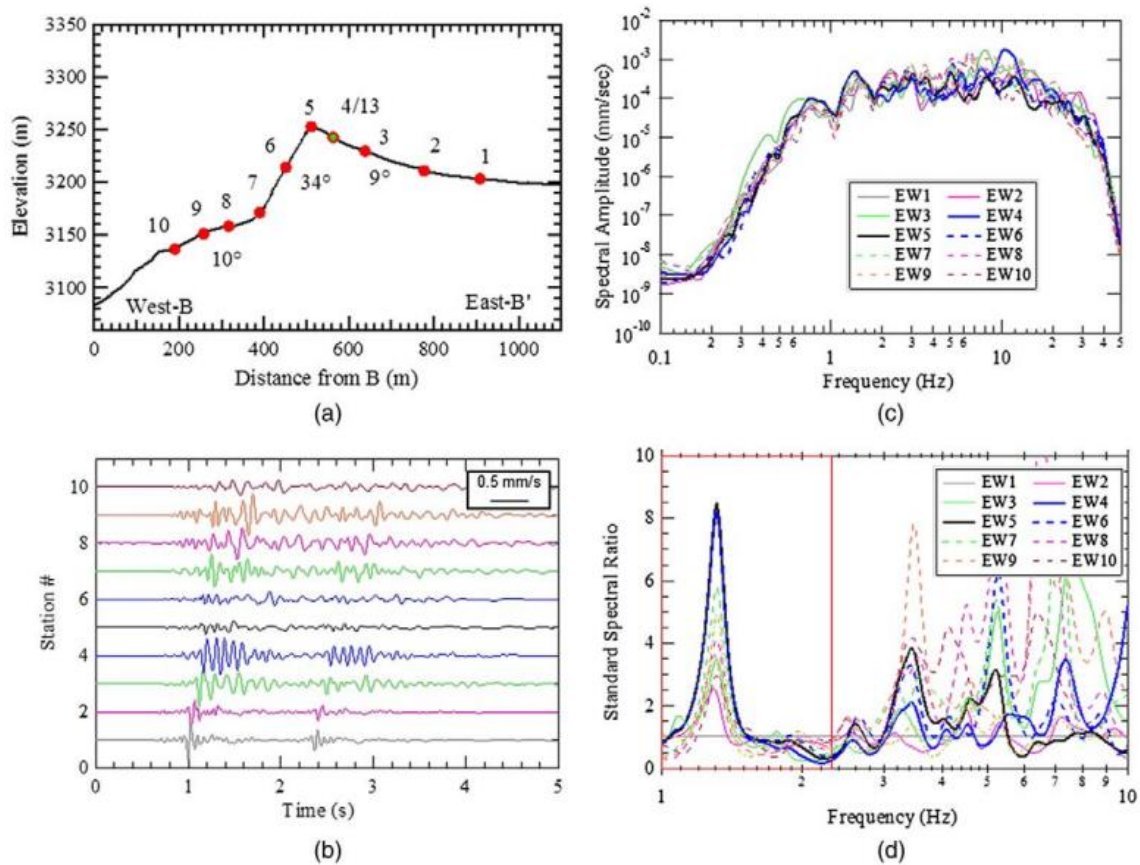 3350
3300
3250
3200
3150
3100
Elevation (m)
5
4/13
6
3
34°
2
9°
1
7
8
9
10
10°
West-B
East-B'
0
200
400
600
800
1000
Distance from B (m)
(a)
10⁻²
10⁻³
10⁻⁴
10⁻⁵
10⁻⁶
10⁻⁷
10⁻⁸
10⁻⁹
10⁻¹⁰
Spectral Amplitude (mm/sec)
EW1 EW2
EW3 EW4
EW5 EW6
EW7 EW8
EW9 EW10
0.1 2 3 4 5 6 1 2 3 4 5 6 10 2 3 4 5
Frequency (Hz)
(c)
10
8
6
4
2
0
Station #
0.5 mm/s
0 1 2 3 4 5
Time (s)
(b)
10
8
6
4
2
0
Standard Spectral Ratio
EW1 EW2
EW3 EW4
EW5 EW6
EW7 EW8
EW9 EW10
1 2 3 4 5 6 7 8 9 10
Frequency (Hz)
(d)